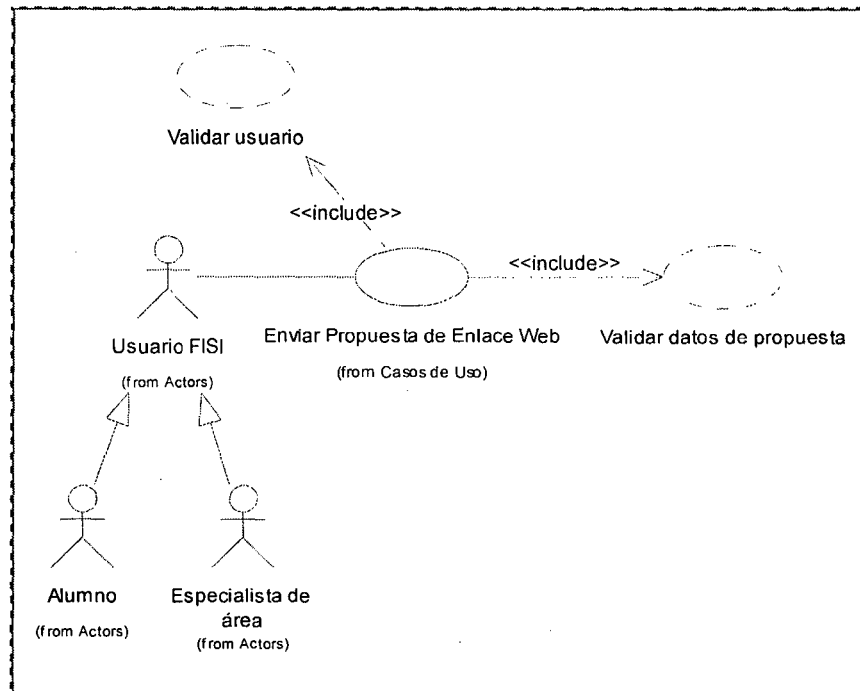 Validar usuario
<<include>>
<<include>>
Usuario FISI
(from Actors)
Enviar Propuesta de Enlace Web
(from Casos de Uso)
Validar datos de propuesta
Alumno
(from Actors)
Especialista de
área
(from Actors)